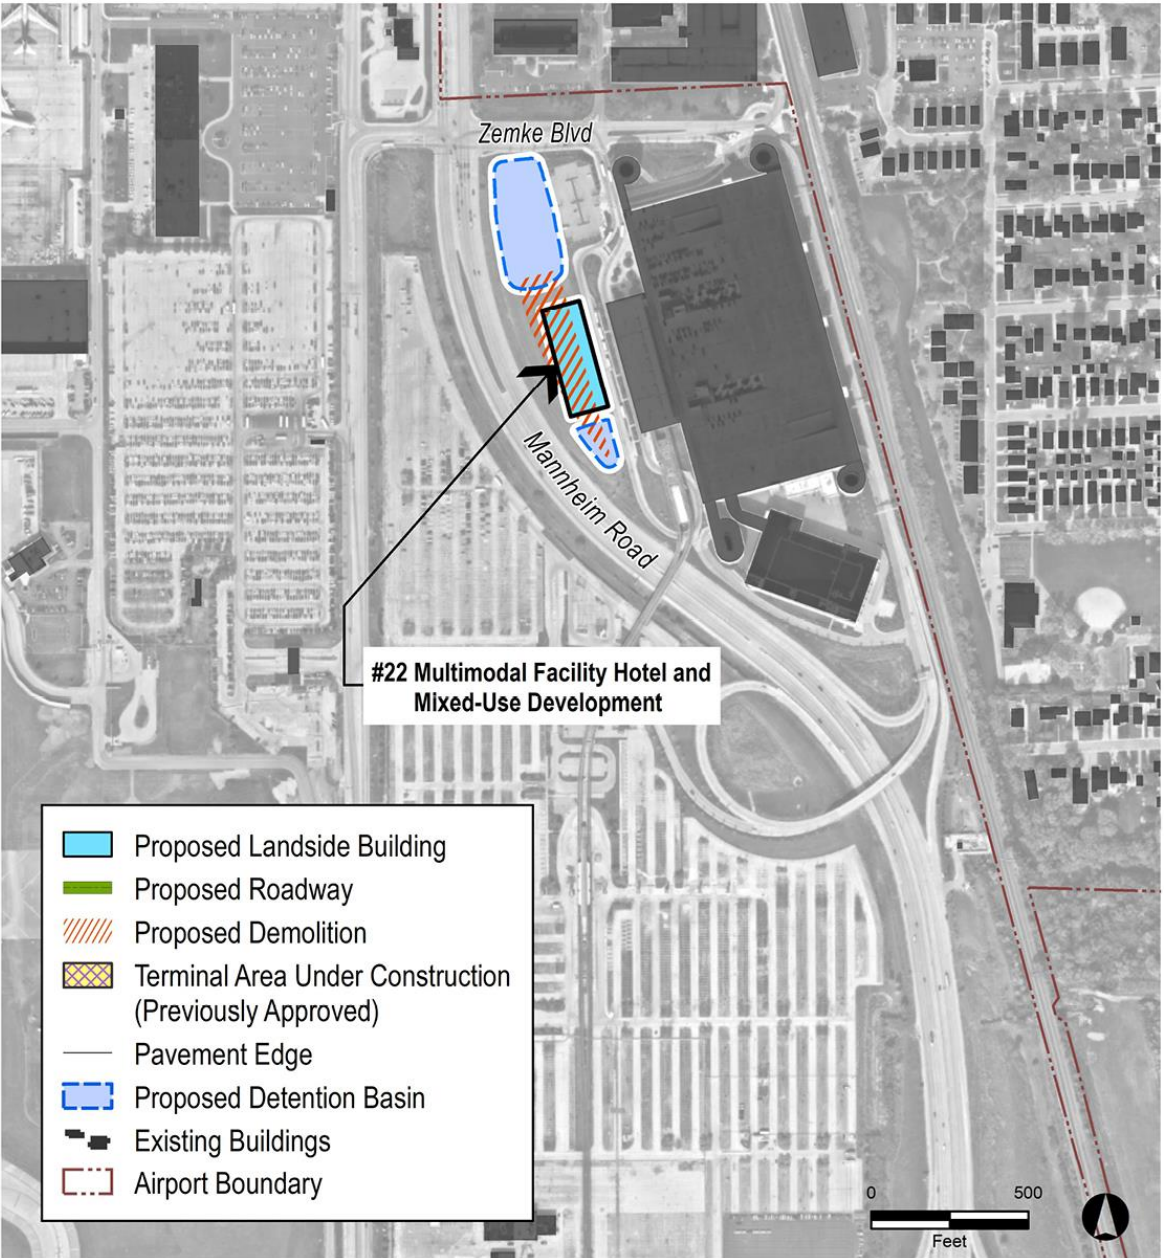 Zemke Blvd
Mannheim Road
#22 Multimodal Facility Hotel and
Mixed-Use Development
Proposed Landside Building
Proposed Roadway
Proposed Demolition
Terminal Area Under Construction
(Previously Approved)
Pavement Edge
Proposed Detention Basin
Existing Buildings
Airport Boundary
0 500
Feet